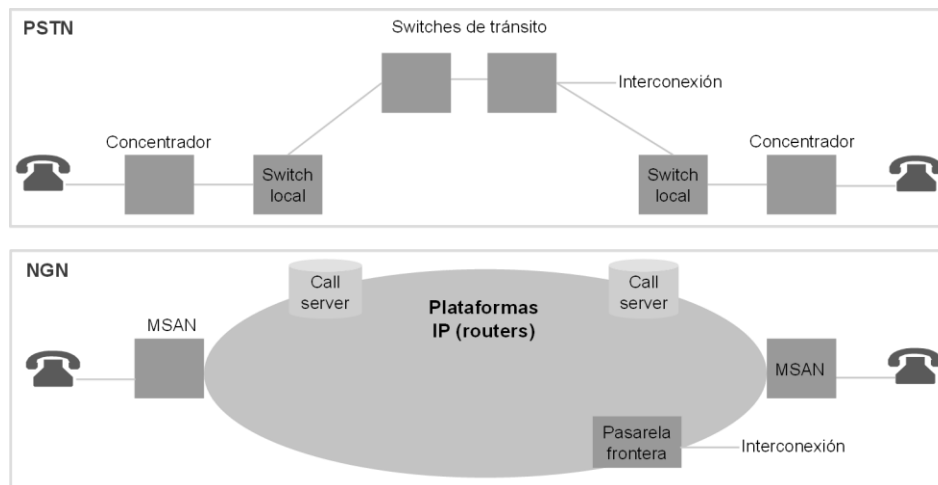 PSTN
Switches de tránsito
Interconexión
Concentrador
Concentrador
Switch
local
Switch
local
NGN
Call
server
Call
server
Plataformas
IP (routers)
MSAN
MSAN
Pasarela
frontera
Interconexión